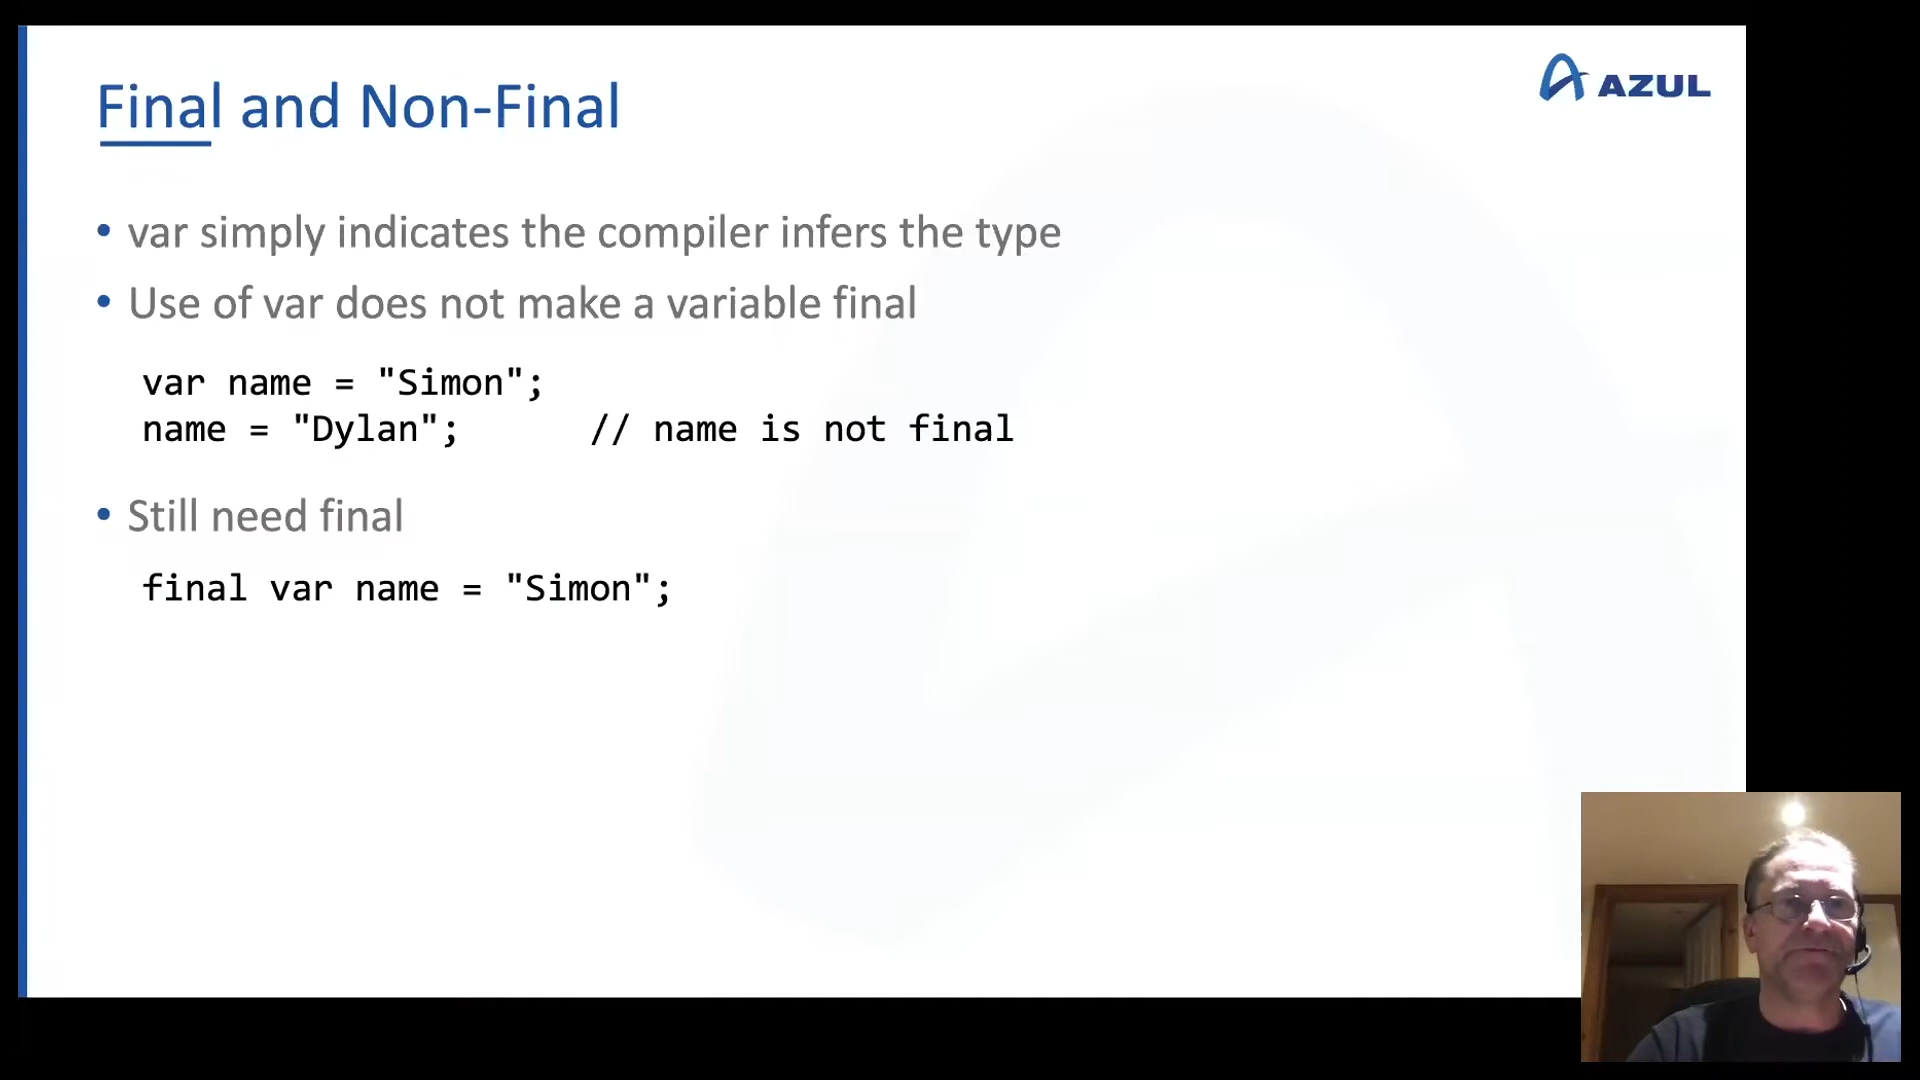 Final and Non-Final
AZUL
• var simply indicates the compiler infers the type
• Use of var does not make a variable final
var name = "Simon";
name = "Dylan"; // name is not final
• Still need final
final var name = "Simon";